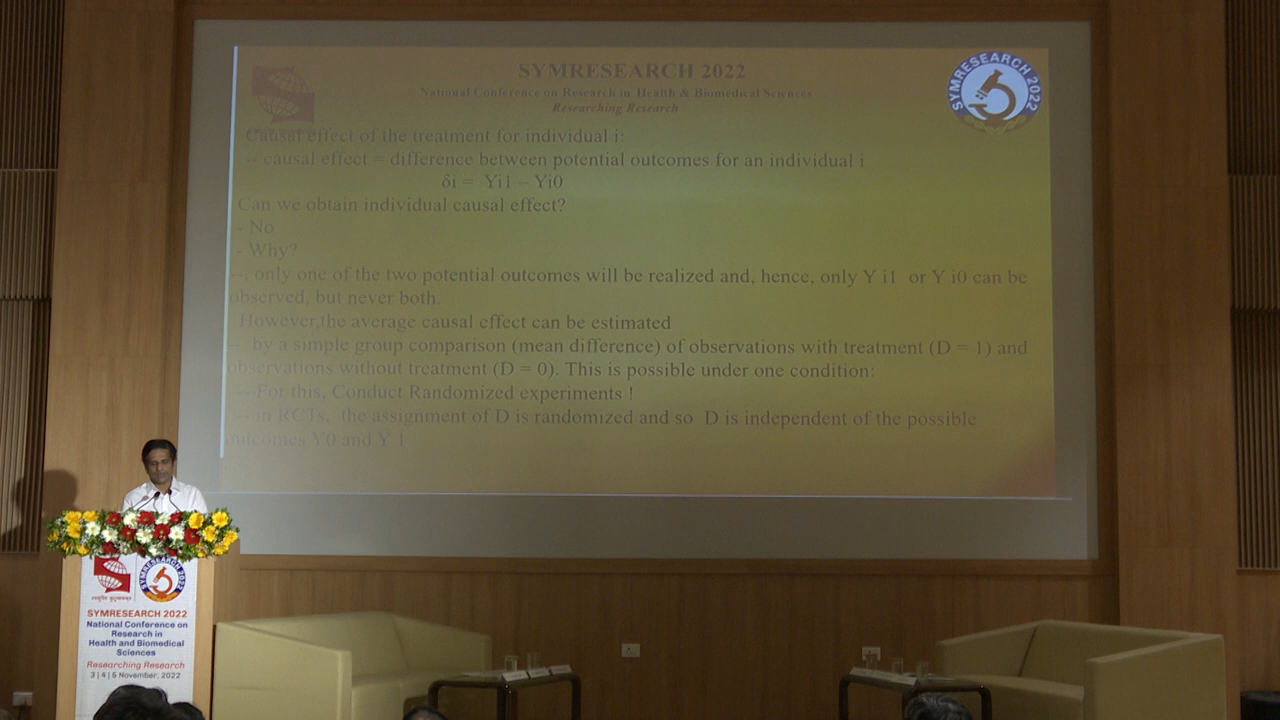 SYMRESEARCH 2022
National Conference on Research in Health & Biomedical Sciences
Researching Research
SYMRESEARCH 2022
Causal effect of the treatment for individual i:
-- causal effect = difference between potential outcomes for an individual i
δi = Yi1 – Yi0
Can we obtain individual causal effect?
- No
- Why?
--. only one of the two potential outcomes will be realized and, hence, only Y i1 or Y i0 can be
observed, but never both.
However,the average causal effect can be estimated
-- by a simple group comparison (mean difference) of observations with treatment (D = 1) and
observations without treatment (D = 0). This is possible under one condition:
---For this, Conduct Randomized experiments !
-- in RCTs, the assignment of D is randomized and so D is independent of the possible
outcomes Y0 and Y 1
SYMRESEARCH 2022
SYMRESEARCH 2022
National Conference on
Research in
Health and Biomedical
Sciences
Researching Research
3 | 4 | 5 November, 2022